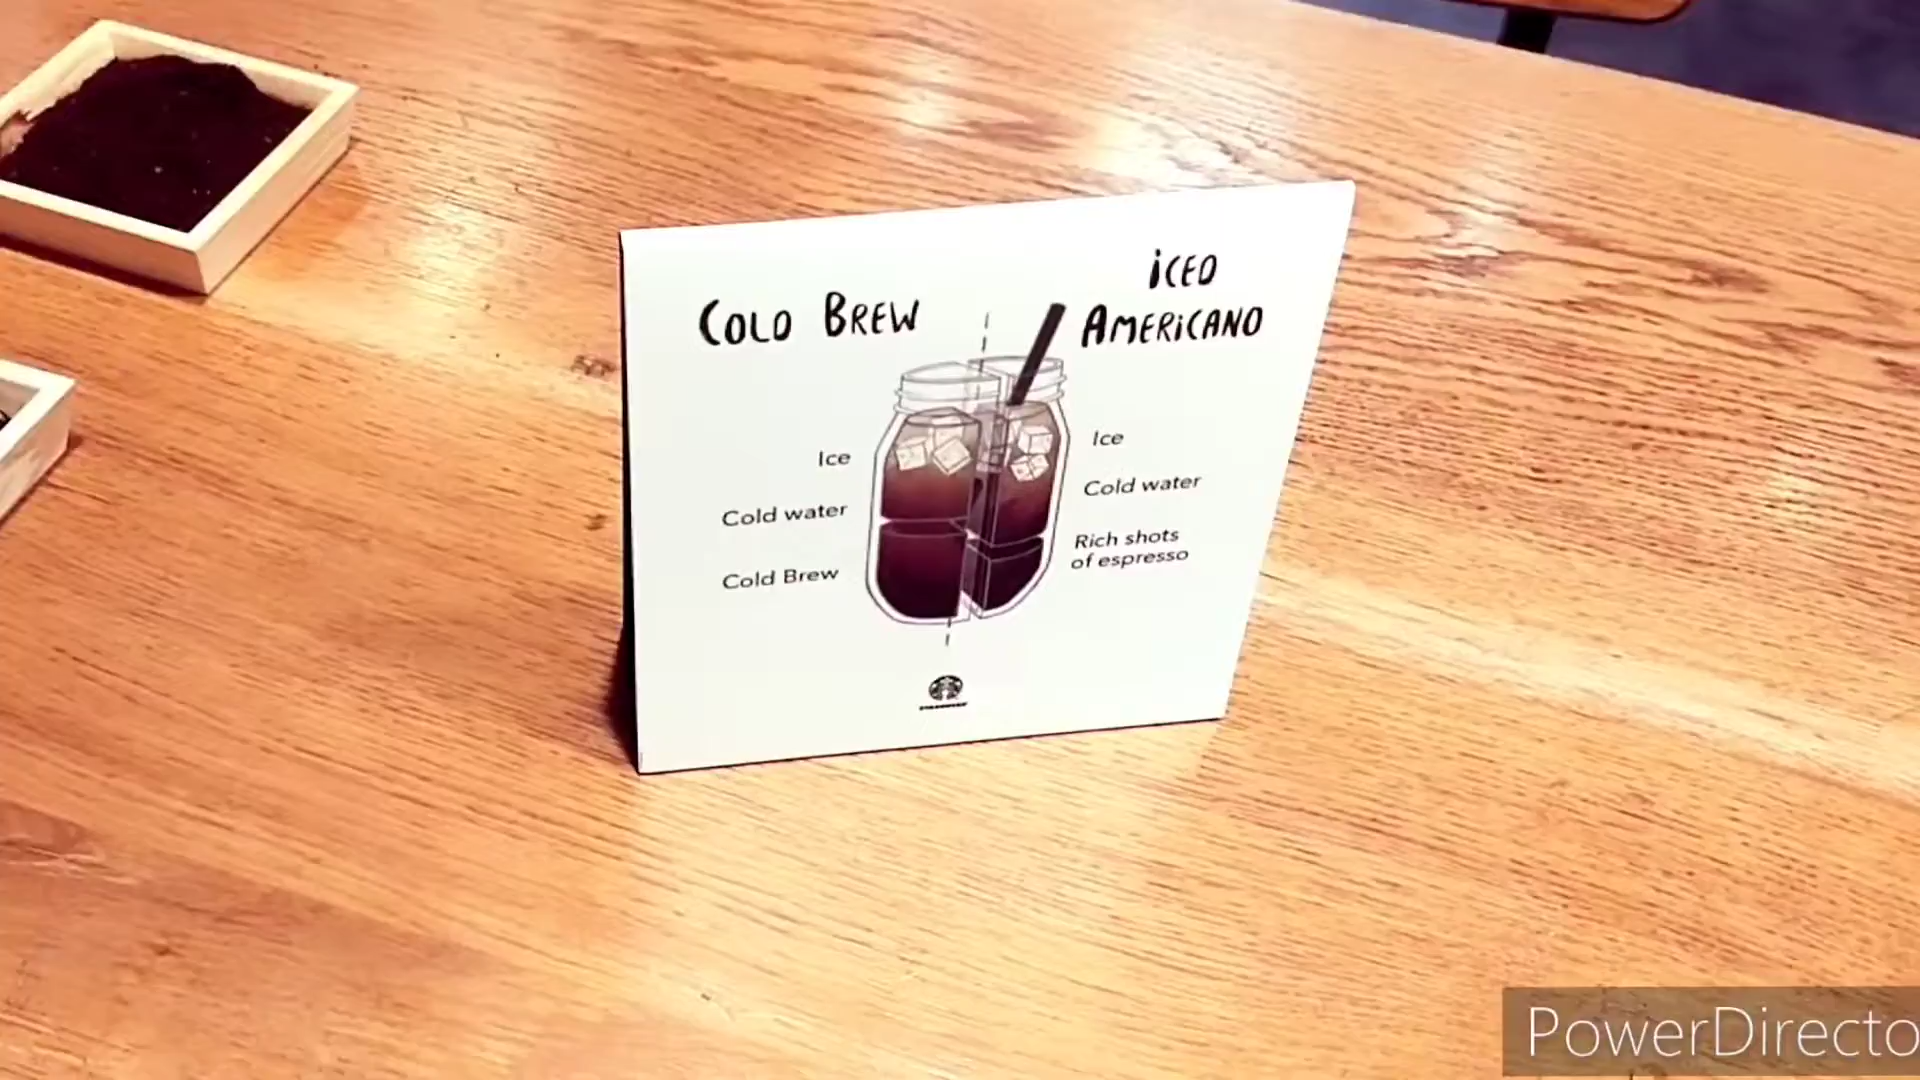 COLD BREW
iCED
AMERiCANO
Ice
Cold water
Cold Brew
Ice
Cold water
Rich shots
of espresso
PowerDirecto